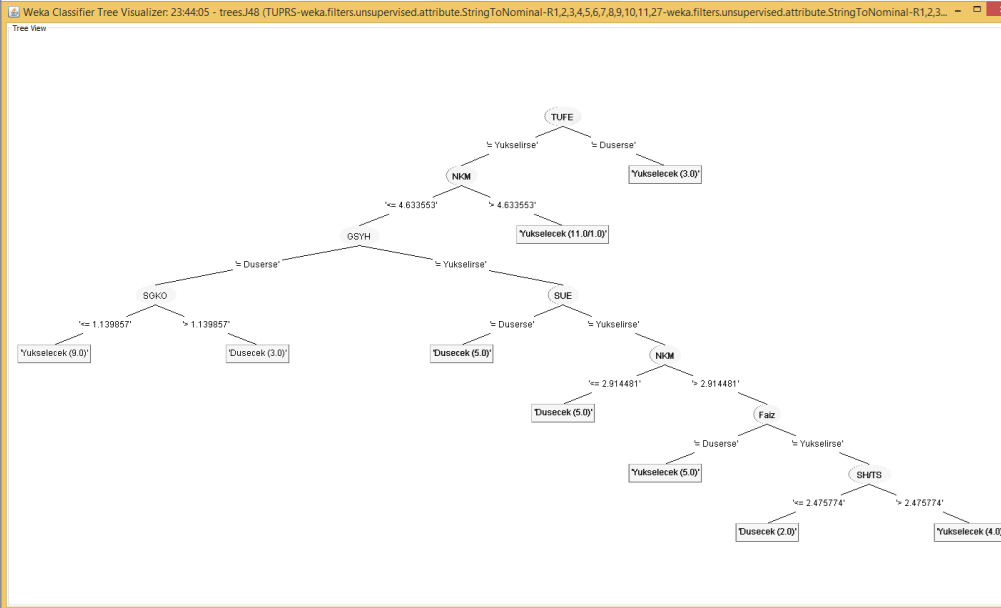 Weka Classifier Tree Visualizer: 23:44:05 - trees.J48 (TUPRS-weka.filters.unsupervised.attribute.StringToNominal-R1,2,3,4,5,6,7,8,9,10,11,27-weka.filters.unsupervised.attribute.StringToNominal-R1,2,3...
Tree View
TUFE
'= Yukselirse' '= Duserse'
NKM 'Yukselecek (3.0)'
'<= 4.633553' '> 4.633553'
GSYH 'Yukselecek (11.0/1.0)'
'= Duserse' '= Yukselirse'
SGKO SUE
'<= 1.139857' '> 1.139857' '= Duserse' '= Yukselirse'
'Yukselecek (9.0)' 'Dusecek (3.0)' 'Dusecek (5.0)' NKM
'<= 2.914481' '> 2.914481'
'Dusecek (5.0)' Faiz
'= Duserse' '= Yukselirse'
'Yukselecek (5.0)' SH/TS
'<= 2.475774' '> 2.475774'
'Dusecek (2.0)' 'Yukselecek (4.0)